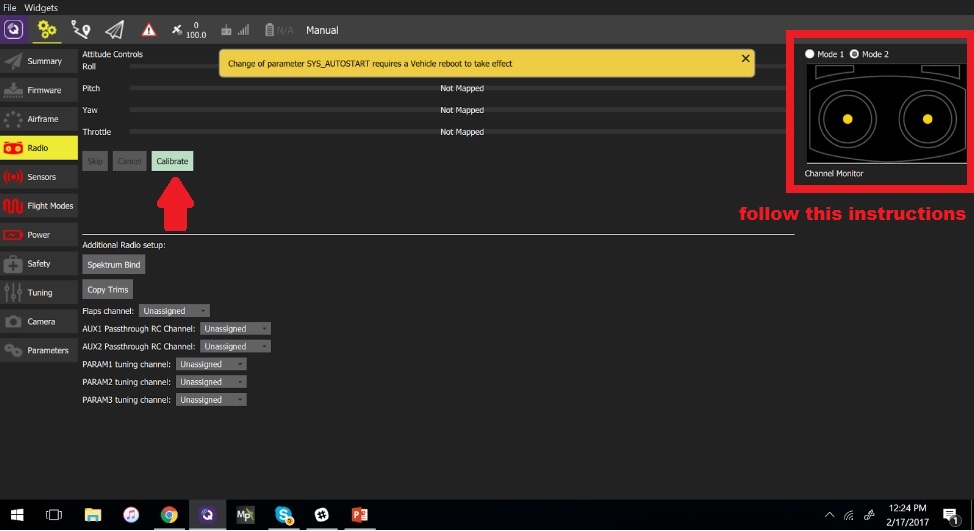 File Widgets
0
100.0
N/A
Manual
Summary
Firmware
Airframe
Radio
Sensors
Flight Modes
Power
Safety
Tuning
Camera
Parameters
Attitude Controls
Roll
Change of parameter SYS_AUTOSTART requires a Vehicle reboot to take effect
Pitch Not Mapped
Yaw Not Mapped
Throttle Not Mapped
Skip Cancel Calibrate
Mode 1 Mode 2
Channel Monitor
follow this instructions
Additional Radio setup:
Spektrum Bind
Copy Trims
Flaps channel: Unassigned
AUX1 Passthrough RC Channel: Unassigned
AUX2 Passthrough RC Channel: Unassigned
PARAM1 tuning channel: Unassigned
PARAM2 tuning channel: Unassigned
PARAM3 tuning channel: Unassigned
12:24 PM
2/17/2017
1